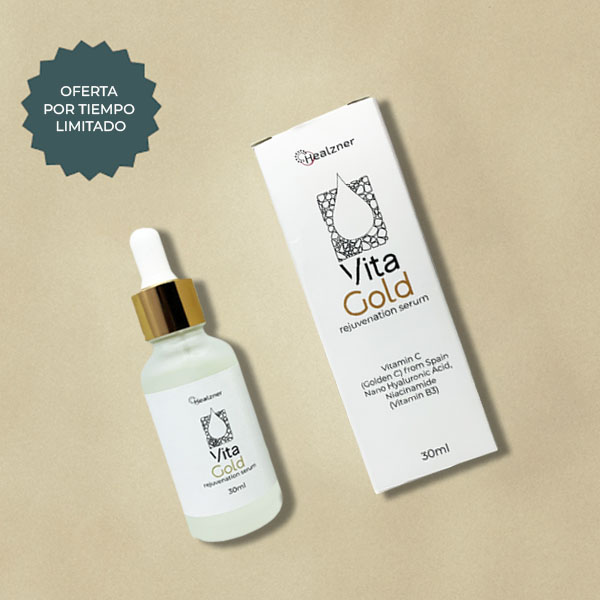 OFERTA
POR TIEMPO
LIMITADO
Healzner
Vita
Gold
rejuvenation serum
Vitamin C
(Golden C) from Spain
Nano Hyaluronic Acid,
Niacinamide
(Vitamin B3)
30ml
Healzner
Vita
Gold
rejuvenation serum
30ml